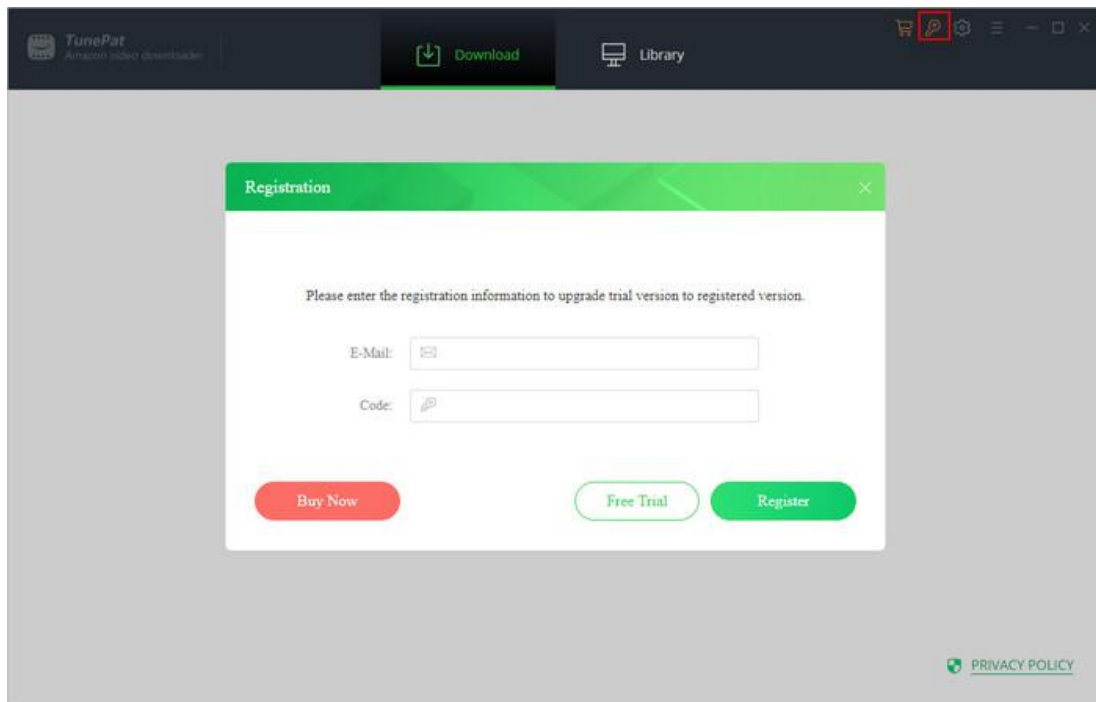 TunePat
Amazon video downloader
Download
Library
Registration
Please enter the registration information to upgrade trial version to registered version.
E-Mail:
Code:
Buy Now
Free Trial
Register
PRIVACY POLICY